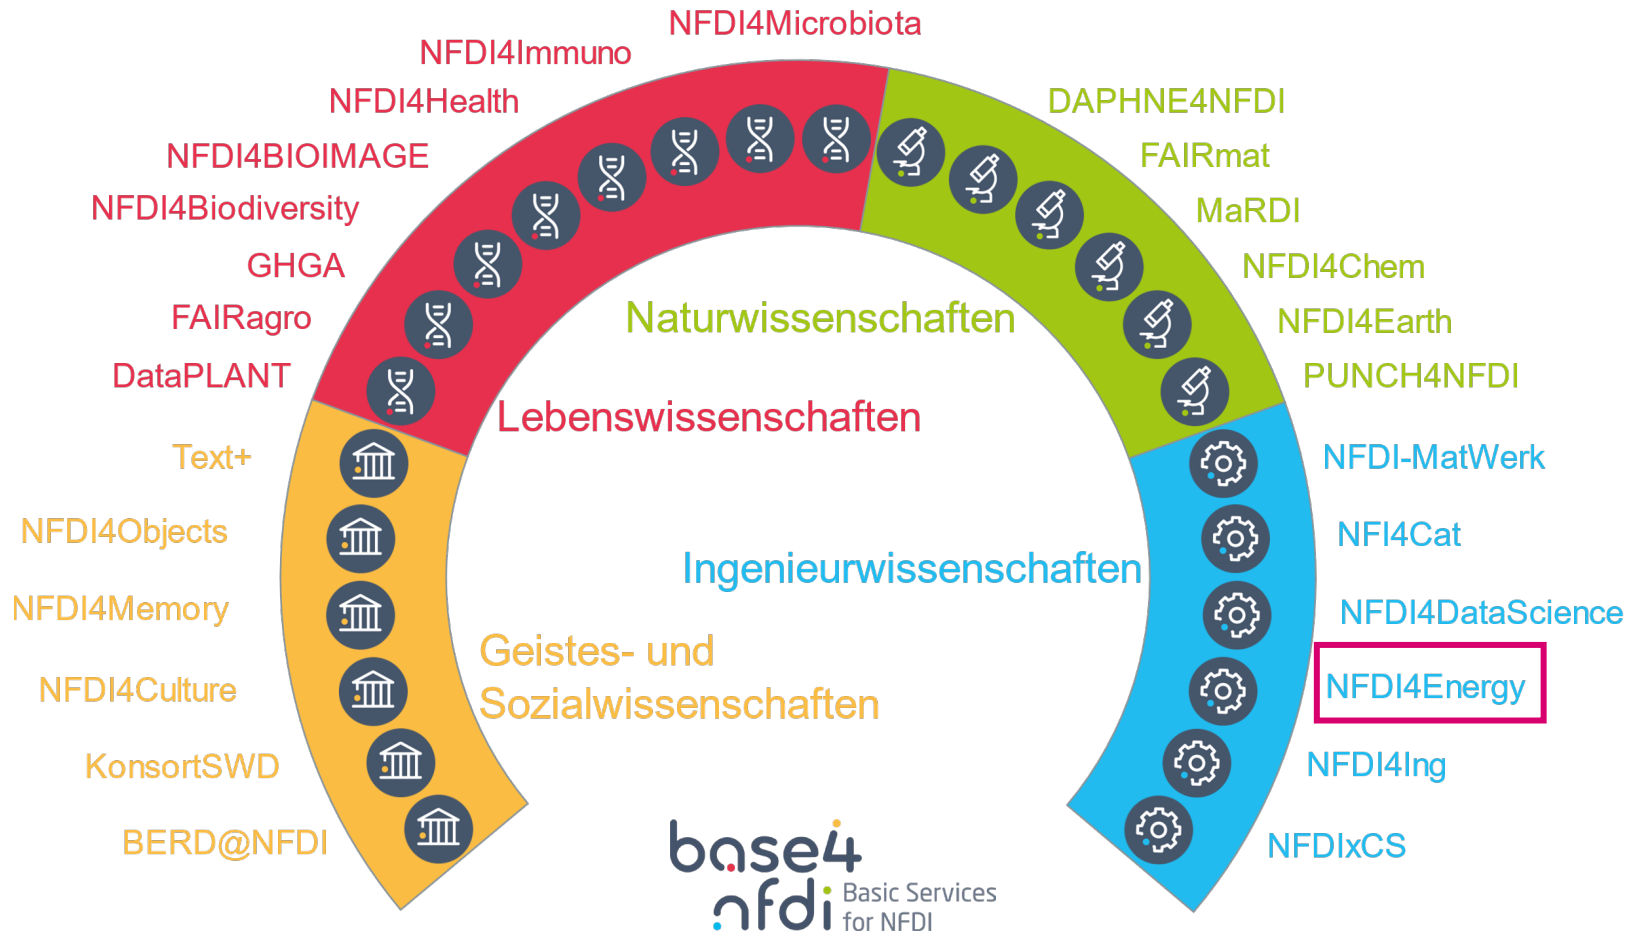 NFDI4Microbiota
NFDI4Immuno
NFDI4Health
NFDI4BIOIMAGE
NFDI4Biodiversity
GHGA
FAIRagro
DataPLANT
Lebenswissenschaften
DAPHNE4NFDI
FAIRmat
MaRDI
NFDI4Chem
NFDI4Earth
PUNCH4NFDI
Naturwissenschaften
Text+
NFDI4Objects
NFDI4Memory
NFDI4Culture
KonsortSWD
BERD@NFDI
Geistes- und
Sozialwissenschaften
NFDI-MatWerk
NFI4Cat
NFDI4DataScience
NFDI4Energy
NFDI4Ing
NFDIxCS
Ingenieurwissenschaften
base4
nfdi
Basic Services
for NFDI